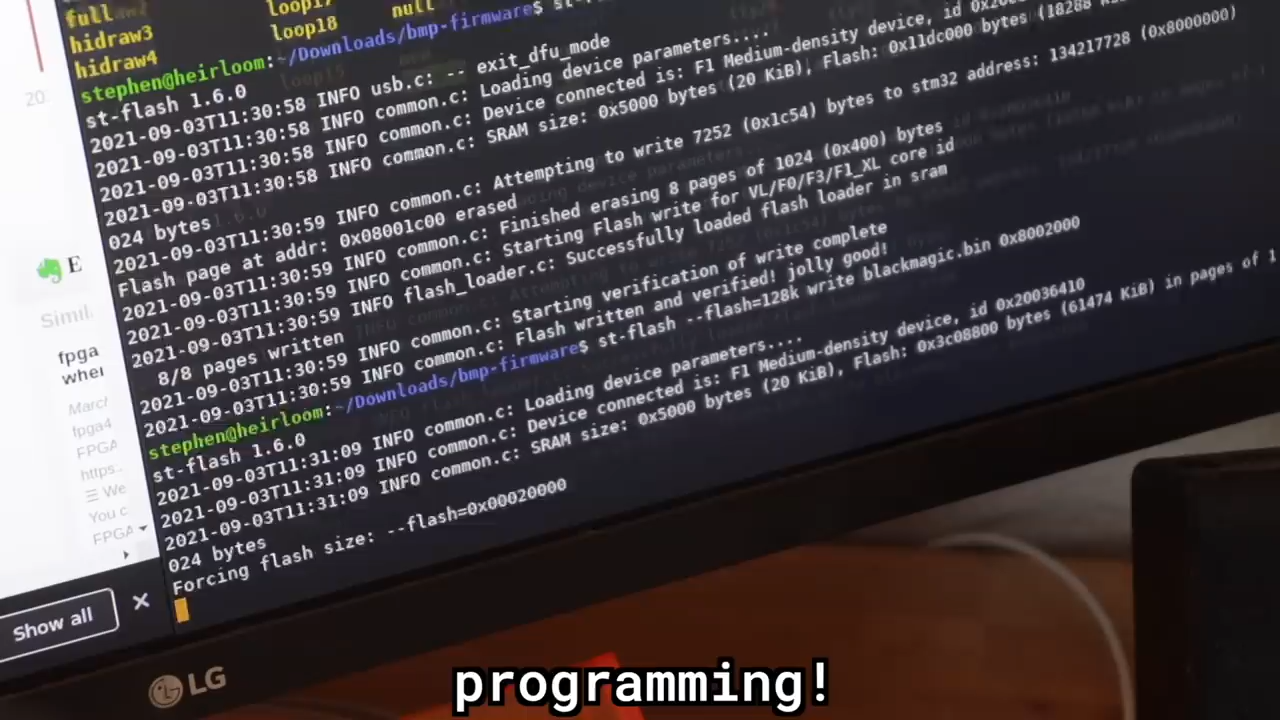 full
hidraw3
hidraw4
loop17
loop18
null
stephen@heirloom:~/Downloads/bmp-firmware$
st-flash 1.6.0
2021-09-03T11:30:58 INFO usb.c: -- exit_dfu_mode
2021-09-03T11:30:58 INFO common.c: Loading device parameters....
2021-09-03T11:30:58 INFO common.c: Device connected is: F1 Medium-density device, id
2021-09-03T11:30:58 INFO common.c: SRAM size: 0x5000 bytes (20 KiB), Flash: 0x11dc000 bytes (18288
024 bytes
2021-09-03T11:30:59 INFO common.c: Attempting to write 7252 (0x1c54) bytes to stm32 address: 134217728 (0x8000000)
Flash page at addr: 0x08001c00 erased
2021-09-03T11:30:59 INFO common.c: Finished erasing 8 pages of 1024 (0x400) bytes
2021-09-03T11:30:59 INFO common.c: Starting Flash write for VL/F0/F3/F1_XL core id
2021-09-03T11:30:59 INFO flash_loader.c: Successfully loaded flash loader in sram
8/8 pages written
2021-09-03T11:30:59 INFO common.c: Starting verification of write complete
2021-09-03T11:30:59 INFO common.c: Flash written and verified! jolly good!
stephen@heirloom:~/Downloads/bmp-firmware$ st-flash --flash=128k write blackmagic.bin 0x8002000
st-flash 1.6.0
2021-09-03T11:31:09 INFO common.c: Loading device parameters....
2021-09-03T11:31:09 INFO common.c: Device connected is: F1 Medium-density device, id 0x20036410
2021-09-03T11:31:09 INFO common.c: SRAM size: 0x5000 bytes (20 KiB), Flash: 0x3c08800 bytes (61474 KiB) in pages of 1
024 bytes
Forcing flash size: --flash=0x00020000
E
fpga
FPGA
https..
We
You c
FPGA
Show all
LG
programming!